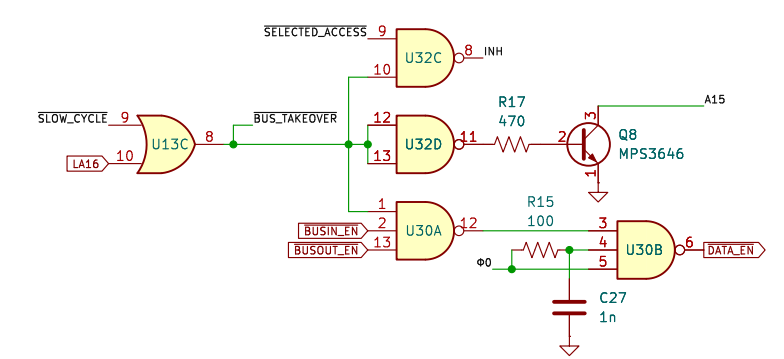 SELECTED_ACCESS
9
10
U32C
8
INH
SLOW_CYCLE
9
LA16
10
U13C
8
BUS_TAKEOVER
12
13
U32D
11
R17
470
2
3
1
Q8
MPS3646
A15
1
BUSIN_EN
2
BUSOUT_EN
13
U30A
12
R15
100
Φ0
3
4
5
U30B
6
DATA_EN
C27
1n